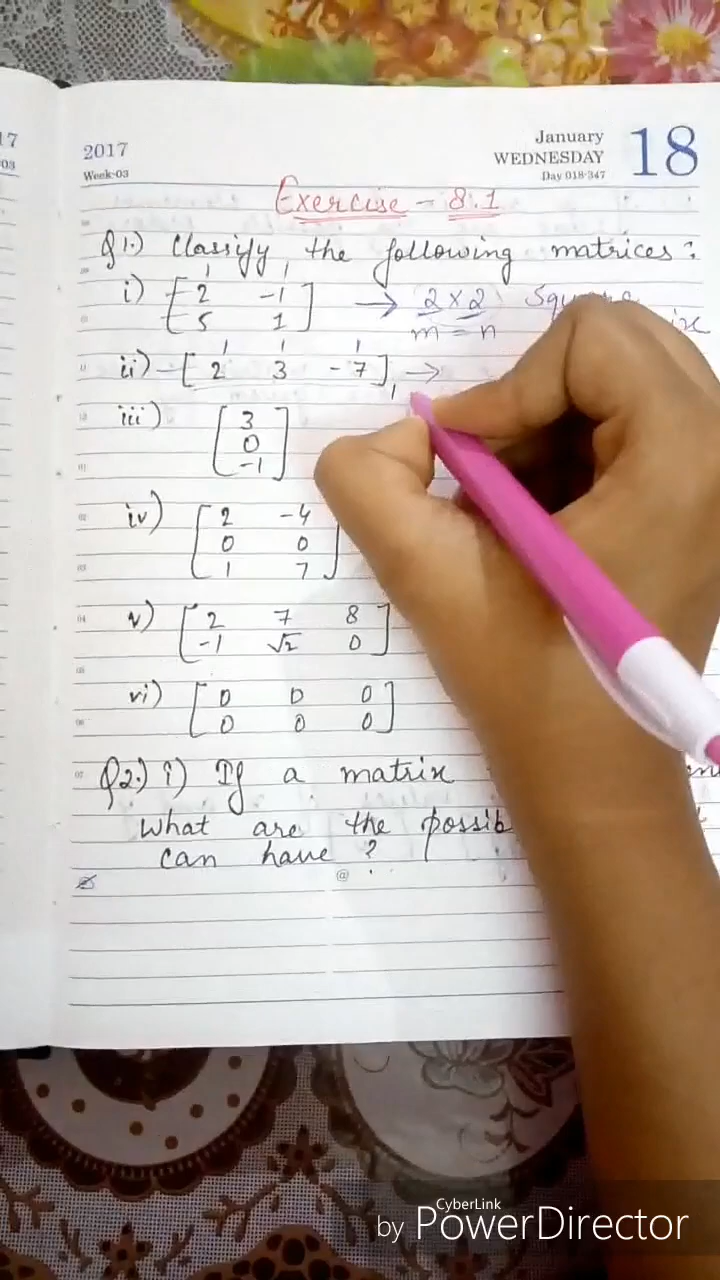 17
03
2017
Week-03
January
WEDNESDAY
Day 018-347
18
Exercise - 8.1
Q1.) Classify the following matrices:
i) [2 -1
5 1] → 2 x 2 Square
m = n
ii) [2 3 -7] →
iii) [3
0
-1]
iv) [2 -4
0 0
1 7]
v) [2 7 8
-1 √2 0]
vi) [0 0 0
0 0 0]
Q2.) i) If a matrix
What are the
can have ?
CyberLink
by PowerDirector